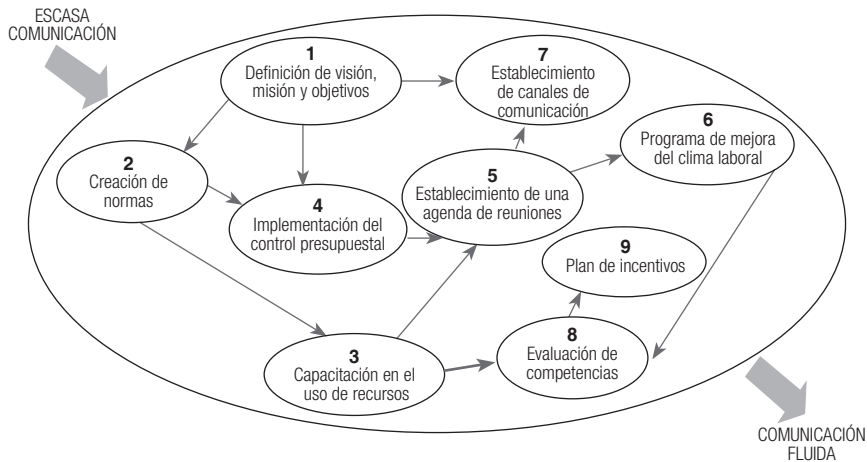 ESCASA
COMUNICACIÓN
1
Definición de visión,
misión y objetivos
7
Establecimiento
de canales de
comunicación
6
Programa de mejora
del clima laboral
2
Creación de
normas
5
Establecimiento de una
agenda de reuniones
4
Implementación del
control presupuestal
9
Plan de incentivos
3
Capacitación en el
uso de recursos
8
Evaluación de
competencias
COMUNICACIÓN
FLUIDA